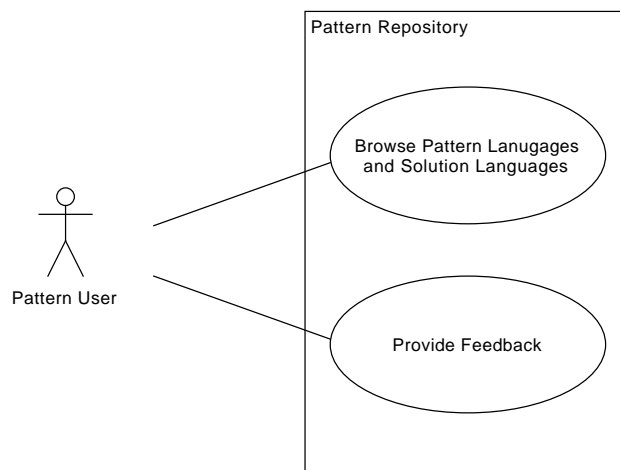 Pattern Repository
Browse Pattern Lanugages
and Solution Languages
Pattern User
Provide Feedback